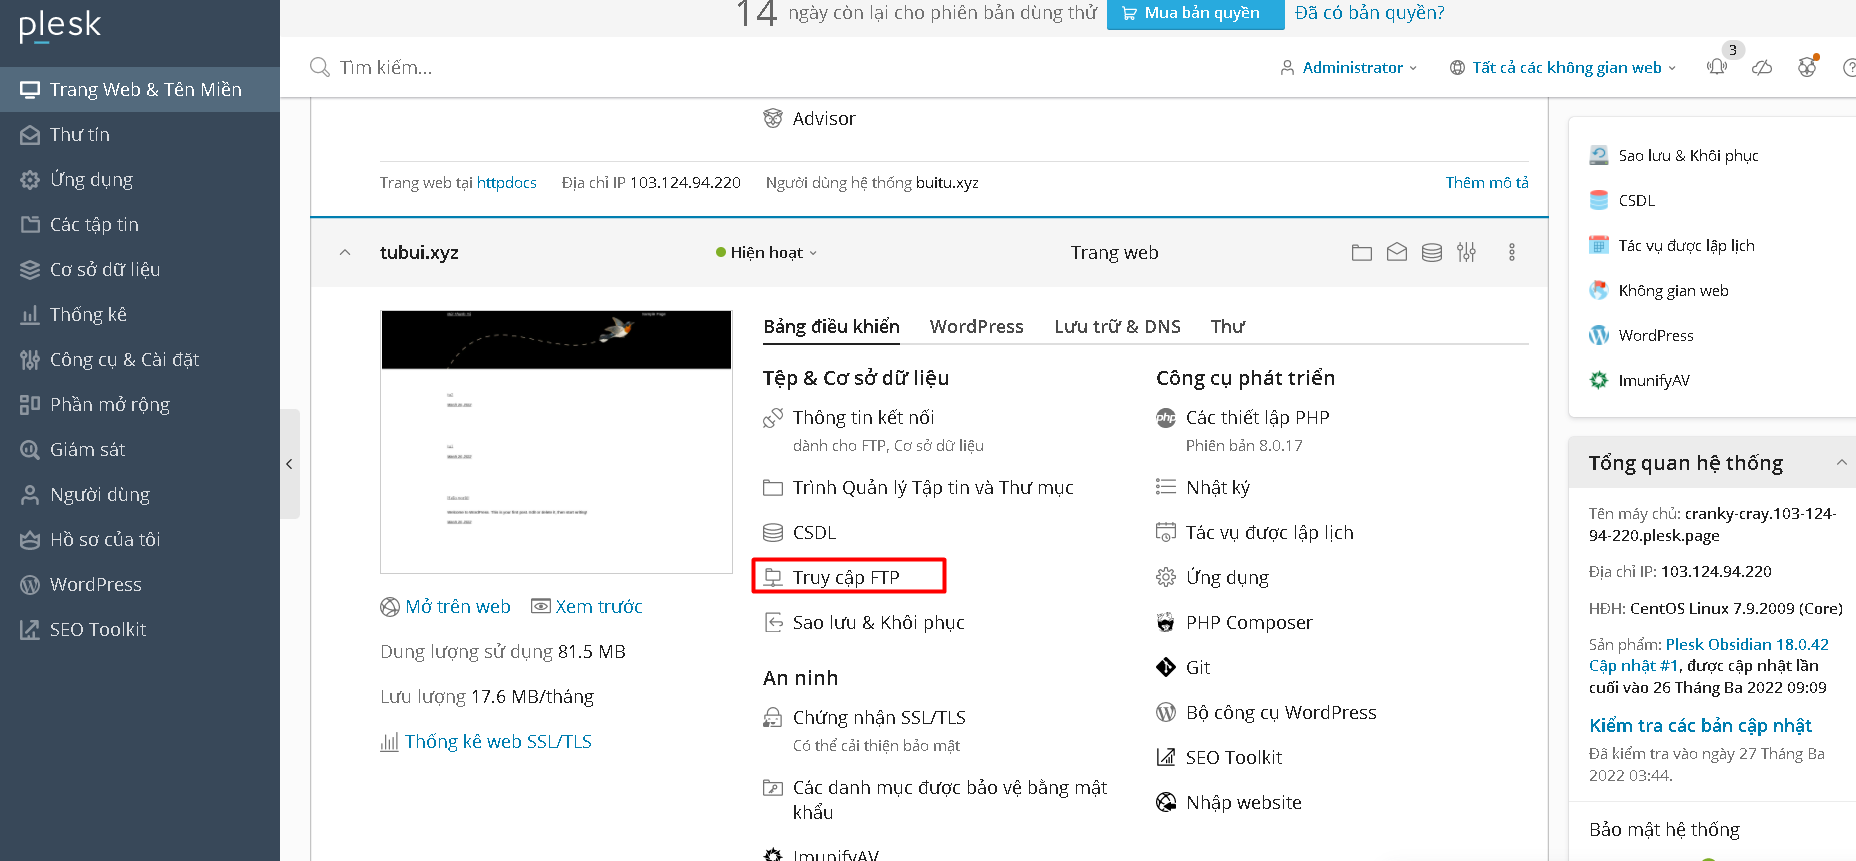 plesk
14 ngày còn lại cho phiên bản dùng thử
Mua bản quyền
Đã có bản quyền?
Tìm kiếm...
Administrator
Tất cả các không gian web
3
Trang Web & Tên Miền
Thư tín
Ứng dụng
Các tập tin
Cơ sở dữ liệu
Thống kê
Công cụ & Cài đặt
Phần mở rộng
Giám sát
Người dùng
Hồ sơ của tôi
WordPress
SEO Toolkit
Advisor
Trang web tại httpdocs
Địa chỉ IP 103.124.94.220
Người dùng hệ thống buitu.xyz
Thêm mô tả
tubui.xyz
Hiện hoạt
Trang web
Mở trên web
Xem trước
Dung lượng sử dụng 81.5 MB
Lưu lượng 17.6 MB/tháng
Thống kê web SSL/TLS
Bảng điều khiển
WordPress
Lưu trữ & DNS
Thư
Tệp & Cơ sở dữ liệu
Thông tin kết nối
dành cho FTP, Cơ sở dữ liệu
Trình Quản lý Tập tin và Thư mục
CSDL
Truy cập FTP
Sao lưu & Khôi phục
An ninh
Chứng nhận SSL/TLS
Có thể cải thiện bảo mật
Các danh mục được bảo vệ bằng mật
khẩu
ImunifyAV
Công cụ phát triển
php
Các thiết lập PHP
Phiên bản 8.0.17
Nhật ký
Tác vụ được lập lịch
Ứng dụng
PHP Composer
Git
Bộ công cụ WordPress
SEO Toolkit
Nhập website
Sao lưu & Khôi phục
CSDL
Tác vụ được lập lịch
Không gian web
WordPress
ImunifyAV
Tổng quan hệ thống
Tên máy chủ: cranky-cray.103-124-
94-220.plesk.page
Địa chỉ IP: 103.124.94.220
HĐH: CentOS Linux 7.9.2009 (Core)
Sản phẩm: Plesk Obsidian 18.0.42
Cập nhật #1, được cập nhật lần
cuối vào 26 Tháng Ba 2022 09:09
Kiểm tra các bản cập nhật
Đã kiểm tra vào ngày 27 Tháng Ba
2022 03:44.
Bảo mật hệ thống